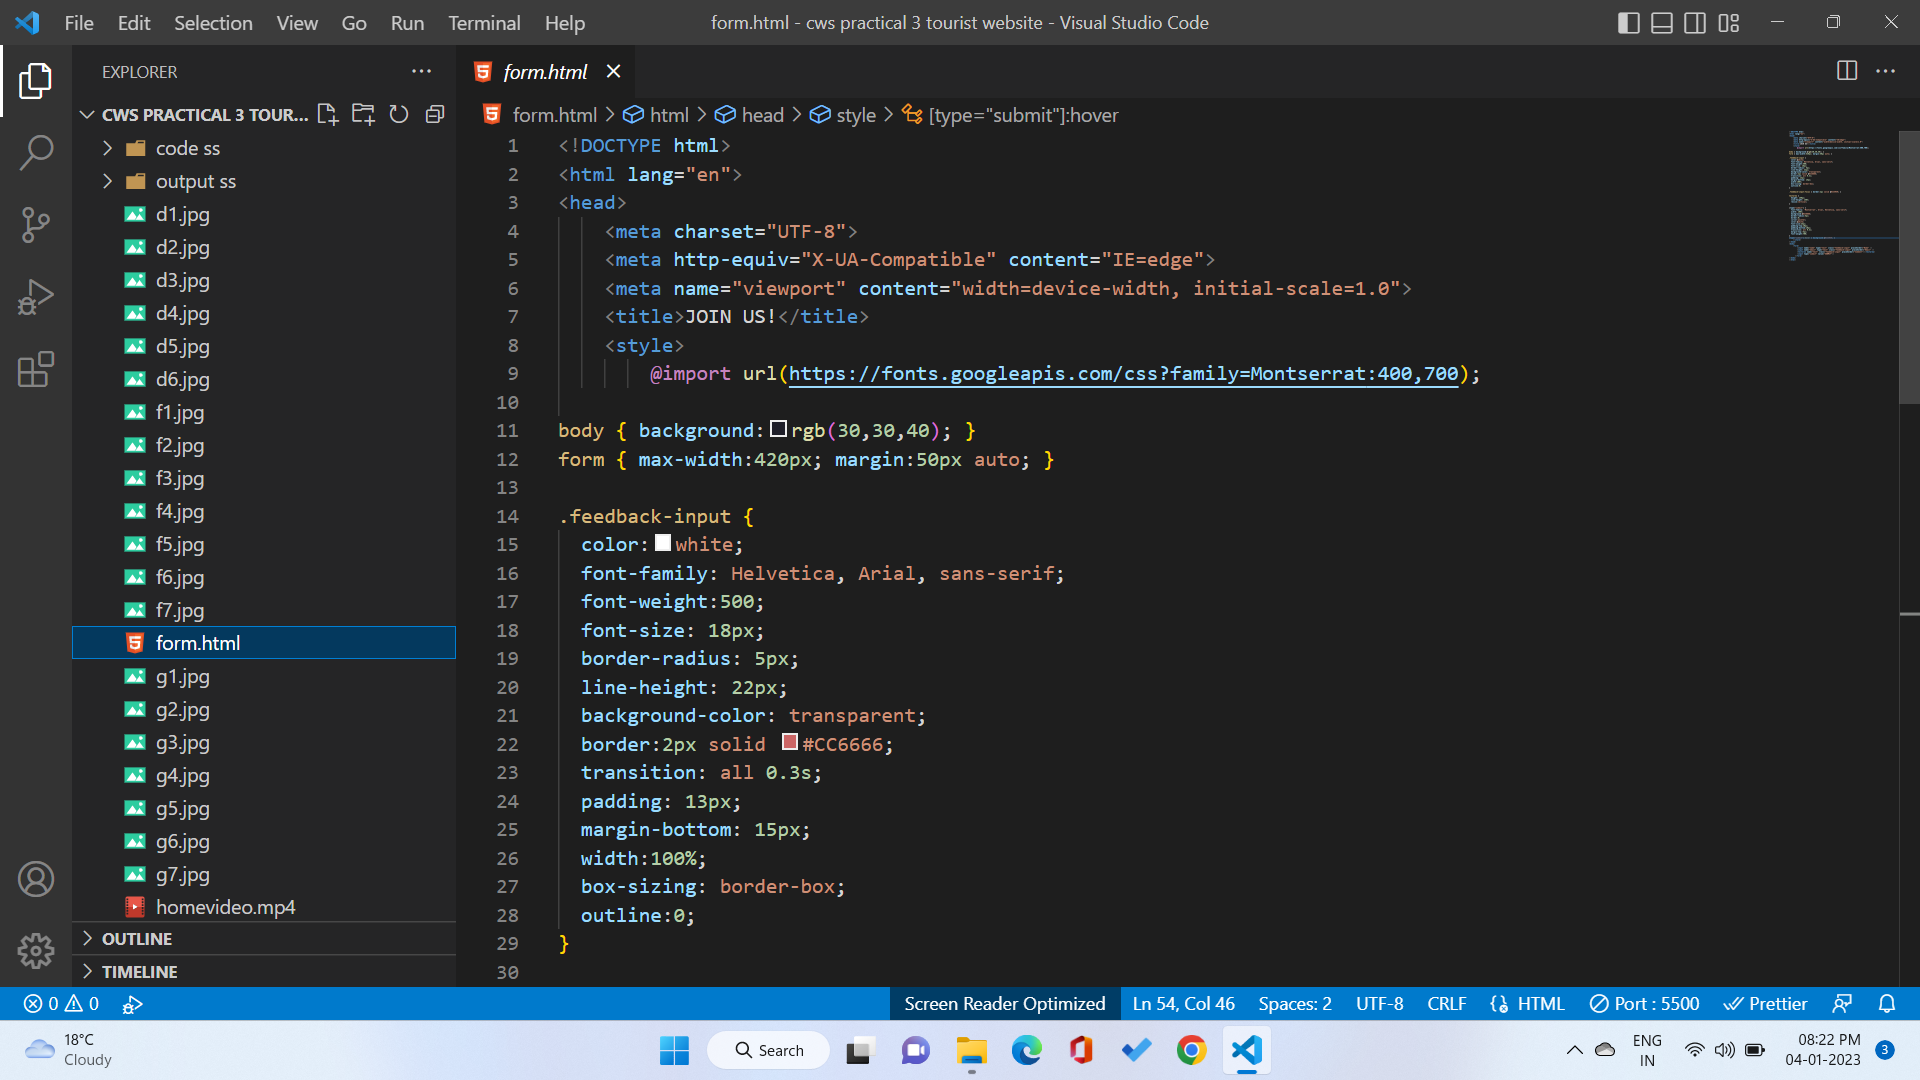 File Edit Selection View Go Run Terminal Help
form.html - cws practical 3 tourist website - Visual Studio Code
EXPLORER
CWS PRACTICAL 3 TOUR...
code ss
output ss
d1.jpg
d2.jpg
d3.jpg
d4.jpg
d5.jpg
d6.jpg
f1.jpg
f2.jpg
f3.jpg
f4.jpg
f5.jpg
f6.jpg
f7.jpg
form.html
g1.jpg
g2.jpg
g3.jpg
g4.jpg
g5.jpg
g6.jpg
g7.jpg
homevideo.mp4
OUTLINE
TIMELINE
form.html
form.html > html > head > style > [type="submit"]:hover
1 <!DOCTYPE html>
2 <html lang="en">
3 <head>
4 <meta charset="UTF-8">
5 <meta http-equiv="X-UA-Compatible" content="IE=edge">
6 <meta name="viewport" content="width=device-width, initial-scale=1.0">
7 <title>JOIN US!</title>
8 <style>
9 @import url(https://fonts.googleapis.com/css?family=Montserrat:400,700);
10
11 body { background:rgb(30,30,40); }
12 form { max-width:420px; margin:50px auto; }
13
14 .feedback-input {
15 color:white;
16 font-family: Helvetica, Arial, sans-serif;
17 font-weight:500;
18 font-size: 18px;
19 border-radius: 5px;
20 line-height: 22px;
21 background-color: transparent;
22 border:2px solid #CC6666;
23 transition: all 0.3s;
24 padding: 13px;
25 margin-bottom: 15px;
26 width:100%;
27 box-sizing: border-box;
28 outline:0;
29 }
30
0 0 Screen Reader Optimized Ln 54, Col 46 Spaces: 2 UTF-8 CRLF HTML Port : 5500 Prettier
18°C
Cloudy
Search
ENG
IN
08:22 PM
04-01-2023
3